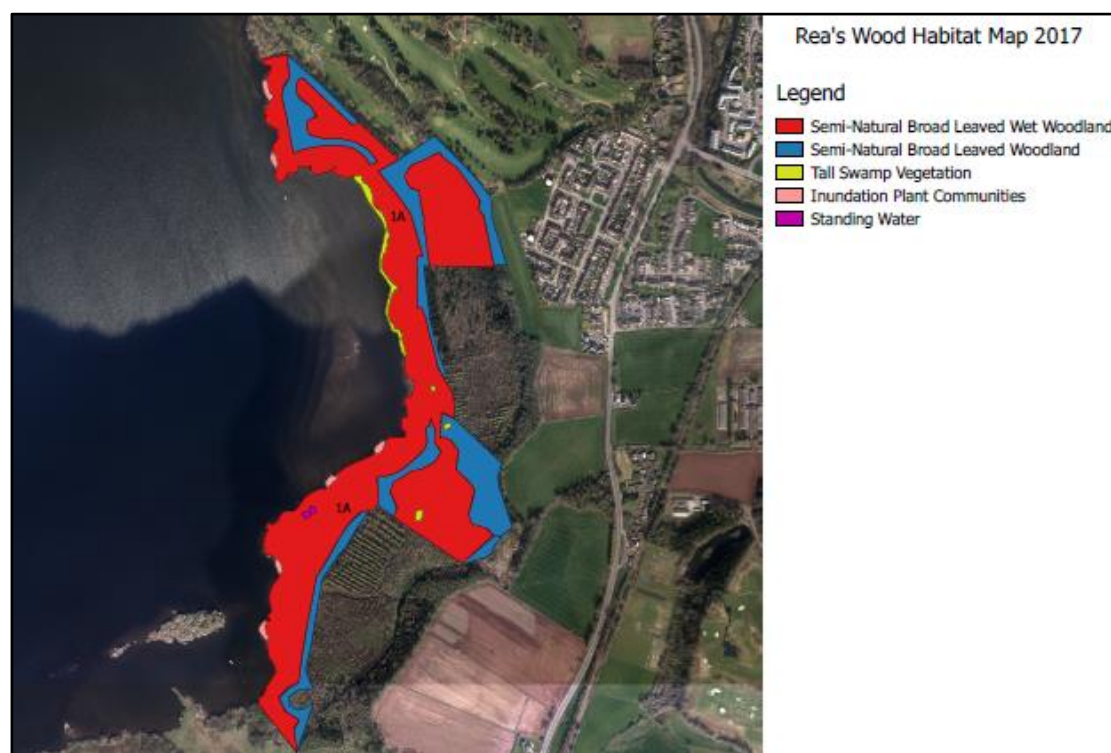 Rea's Wood Habitat Map 2017
Legend
Semi-Natural Broad Leaved Wet Woodland
Semi-Natural Broad Leaved Woodland
Tall Swamp Vegetation
Inundation Plant Communities
Standing Water
1A
1A